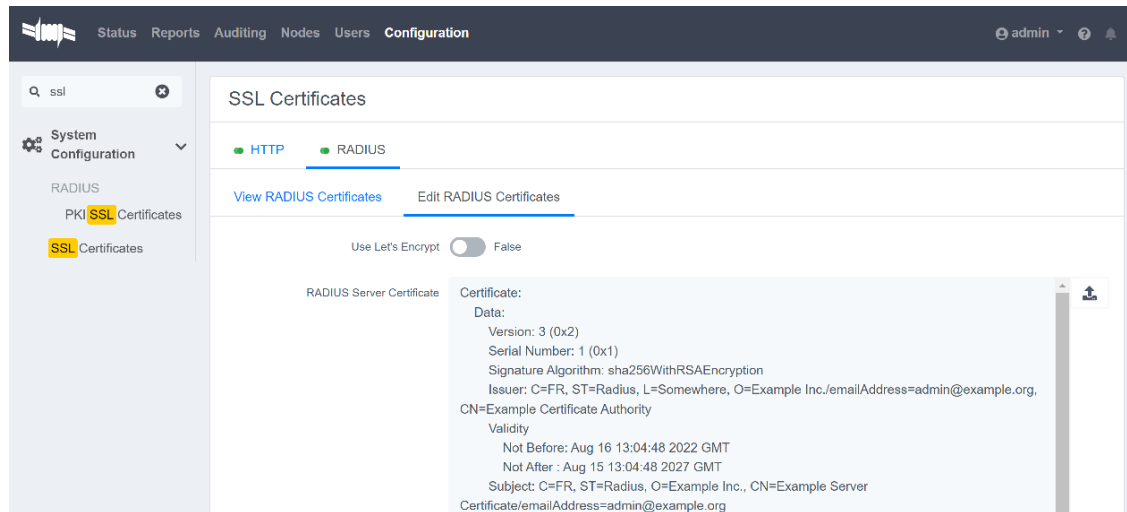 Status Reports Auditing Nodes Users Configuration admin
ssl
System
Configuration
RADIUS
PKI SSL Certificates
SSL Certificates
SSL Certificates
HTTP RADIUS
View RADIUS Certificates Edit RADIUS Certificates
Use Let's Encrypt False
RADIUS Server Certificate
Certificate:
Data:
Version: 3 (0x2)
Serial Number: 1 (0x1)
Signature Algorithm: sha256WithRSAEncryption
Issuer: C=FR, ST=Radius, L=Somewhere, O=Example Inc./emailAddress=admin@example.org,
CN=Example Certificate Authority
Validity
Not Before: Aug 16 13:04:48 2022 GMT
Not After : Aug 15 13:04:48 2027 GMT
Subject: C=FR, ST=Radius, O=Example Inc., CN=Example Server
Certificate/emailAddress=admin@example.org